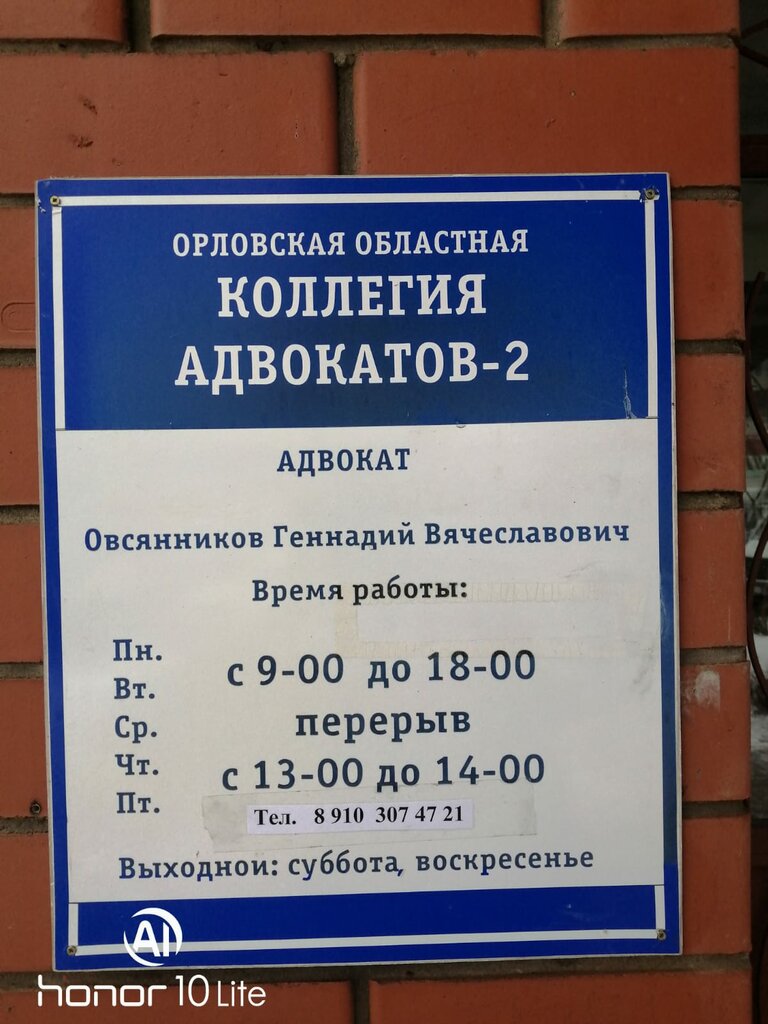 ОРЛОВСКАЯ ОБЛАСТНАЯ
КОЛЛЕГИЯ
АДВОКАТОВ-2
АДВОКАТ
Овсянников Геннадий Вячеславович
Время работы:
Пн.
Вт.
Ср.
Чт.
Пт.
с 9-00 до 18-00
перерыв
с 13-00 до 14-00
Тел. 8 910 307 47 21
Выходнои: суббота, воскресенье
AI
honor 10 Lite